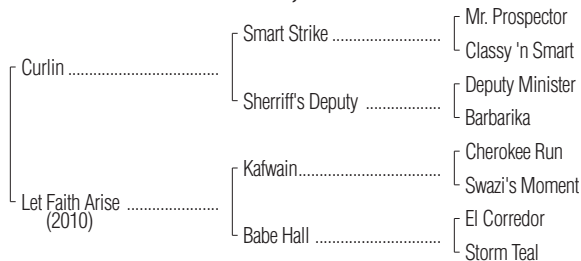 Mr. Prospector
Smart Strike ..........................
Classy 'n Smart
Curlin .....................................
Deputy Minister
Sherriff's Deputy ..................
Barbarika
Cherokee Run
Kafwain...................................
Swazi's Moment
Let Faith Arise ......................
(2010)
El Corredor
Babe Hall ..............................
Storm Teal